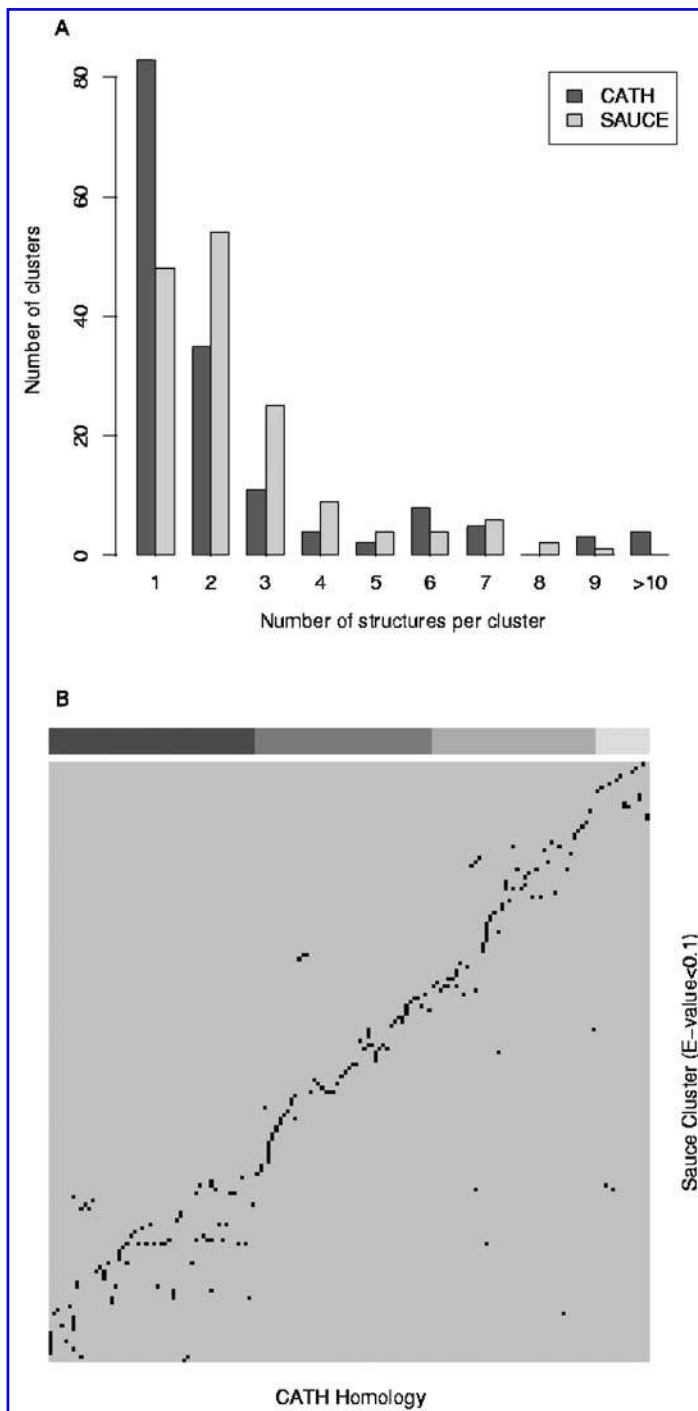 A
CATH
SAUCE
Number of clusters
80
60
40
20
0
1 2 3 4 5 6 7 8 9 >10
Number of structures per cluster
B
Sauce Cluster (E-value<0.1)
CATH Homology